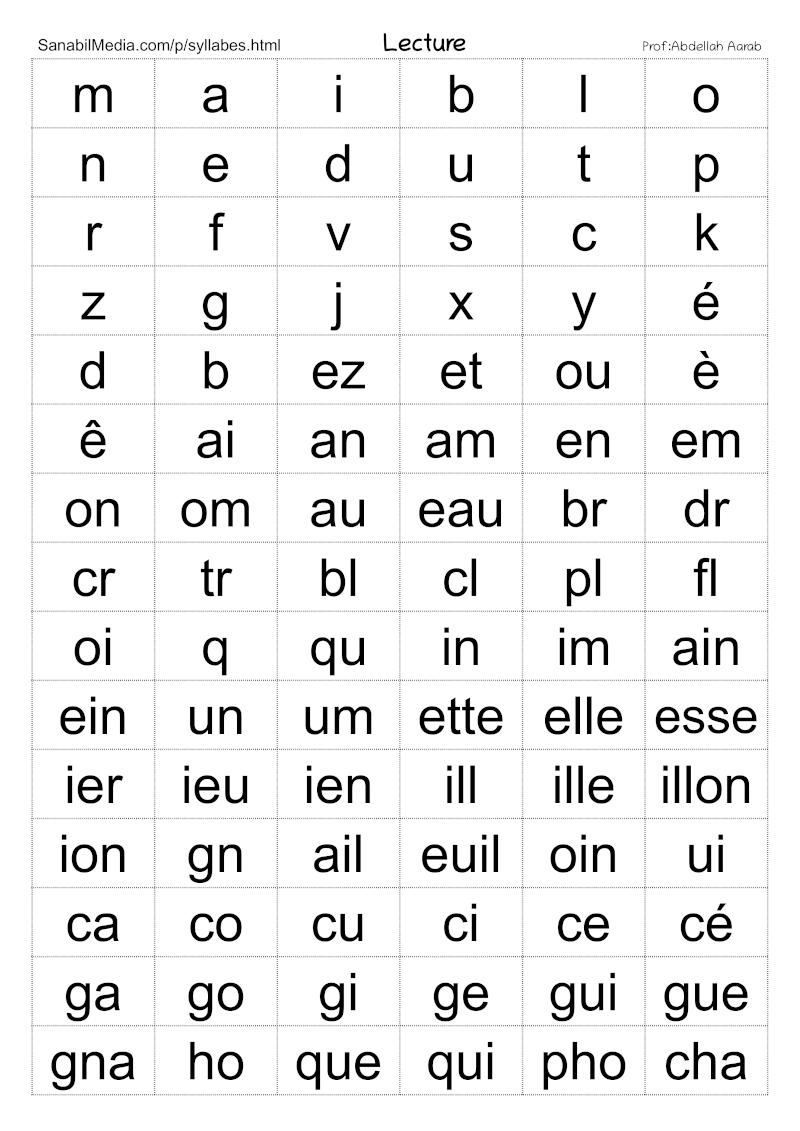 SanabilMedia.com/p/syllabes.html Lecture Prof:Abdellah Aarab
m a i b l o
n e d u t p
r f v s c k
z g j x y é
d b ez et ou è
ê ai an am en em
on om au eau br dr
cr tr bl cl pl fl
oi q qu in im ain
ein un um ette elle esse
ier ieu ien ill ille illon
ion gn ail euil oin ui
ca co cu ci ce cé
ga go gi ge gui gue
gna ho que qui pho cha